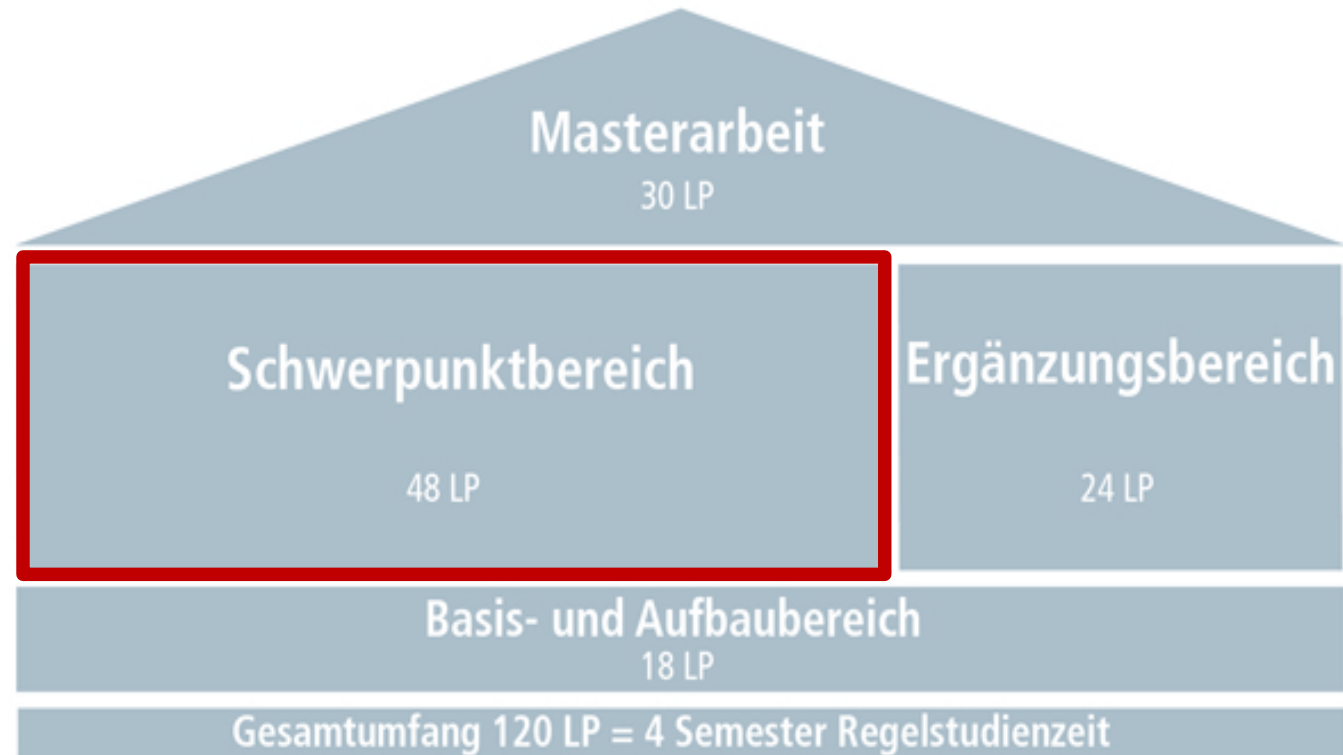 Masterarbeit
30 LP
Schwerpunktbereich
48 LP
Ergänzungsbereich
24 LP
Basis- und Aufbaubereich
18 LP
Gesamtumfang 120 LP = 4 Semester Regelstudienzeit